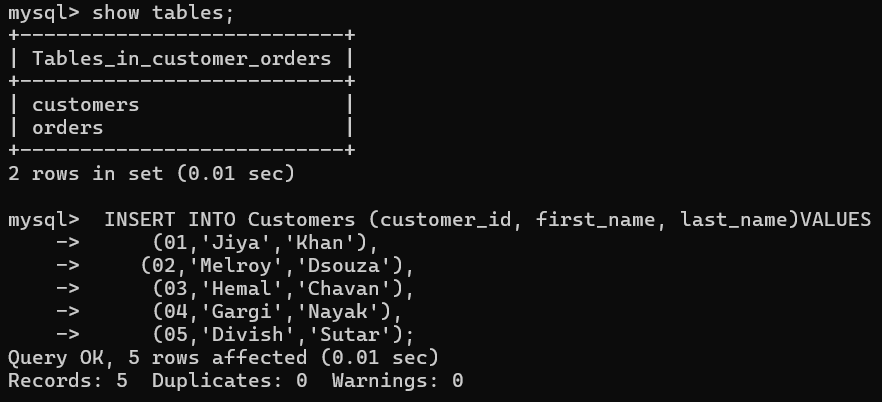 mysql> show tables;
+---------------------------+
| Tables_in_customer_orders |
+---------------------------+
| customers                 |
| orders                    |
+---------------------------+
2 rows in set (0.01 sec)

mysql>  INSERT INTO Customers (customer_id, first_name, last_name)VALUES
    ->      (01,'Jiya','Khan'),
    ->     (02,'Melroy','Dsouza'),
    ->      (03,'Hemal','Chavan'),
    ->      (04,'Gargi','Nayak'),
    ->      (05,'Divish','Sutar');
Query OK, 5 rows affected (0.01 sec)
Records: 5  Duplicates: 0  Warnings: 0